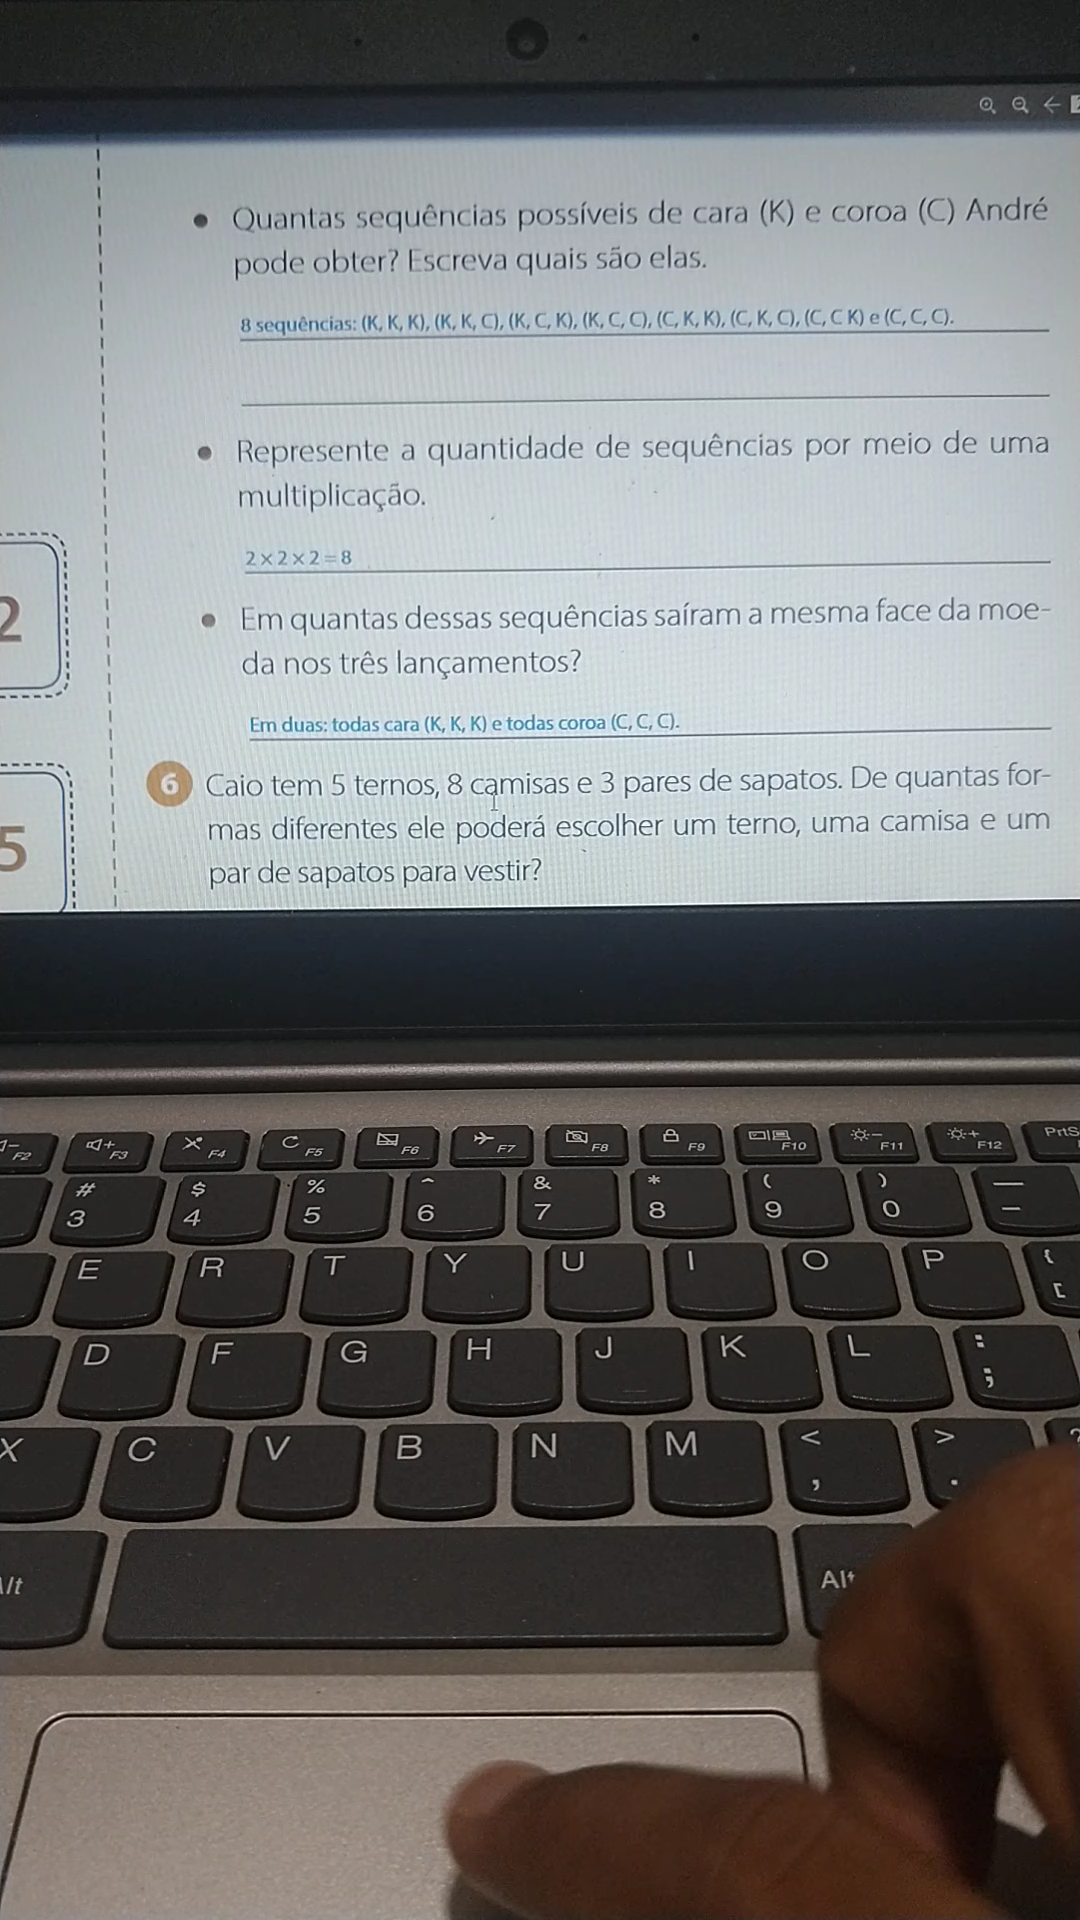 • Quantas sequências possíveis de cara (K) e coroa (C) André
pode obter? Escreva quais são elas.
8 sequências: (K, K, K), (K, K, C), (K, C, K), (K, C, C), (C, K, K), (C, K, C), (C, C K) e (C, C, C).
• Represente a quantidade de sequências por meio de uma
multiplicação.
2 × 2 × 2 = 8
2
• Em quantas dessas sequências saíram a mesma face da moe-
da nos três lançamentos?
Em duas: todas cara (K, K, K) e todas coroa (C, C, C).
6 Caio tem 5 ternos, 8 camisas e 3 pares de sapatos. De quantas for-
5
mas diferentes ele poderá escolher um terno, uma camisa e um
par de sapatos para vestir?
F2 F3 F4 F5 F6 F7 F8 F9 F10 F11 F12 PrtS
# $ % ^ & * ( ) —
3 4 5 6 7 8 9 0 -
E R T Y U I O P { [
D F G H J K L : ;
X C V B N M < , > . ?
Alt Alt